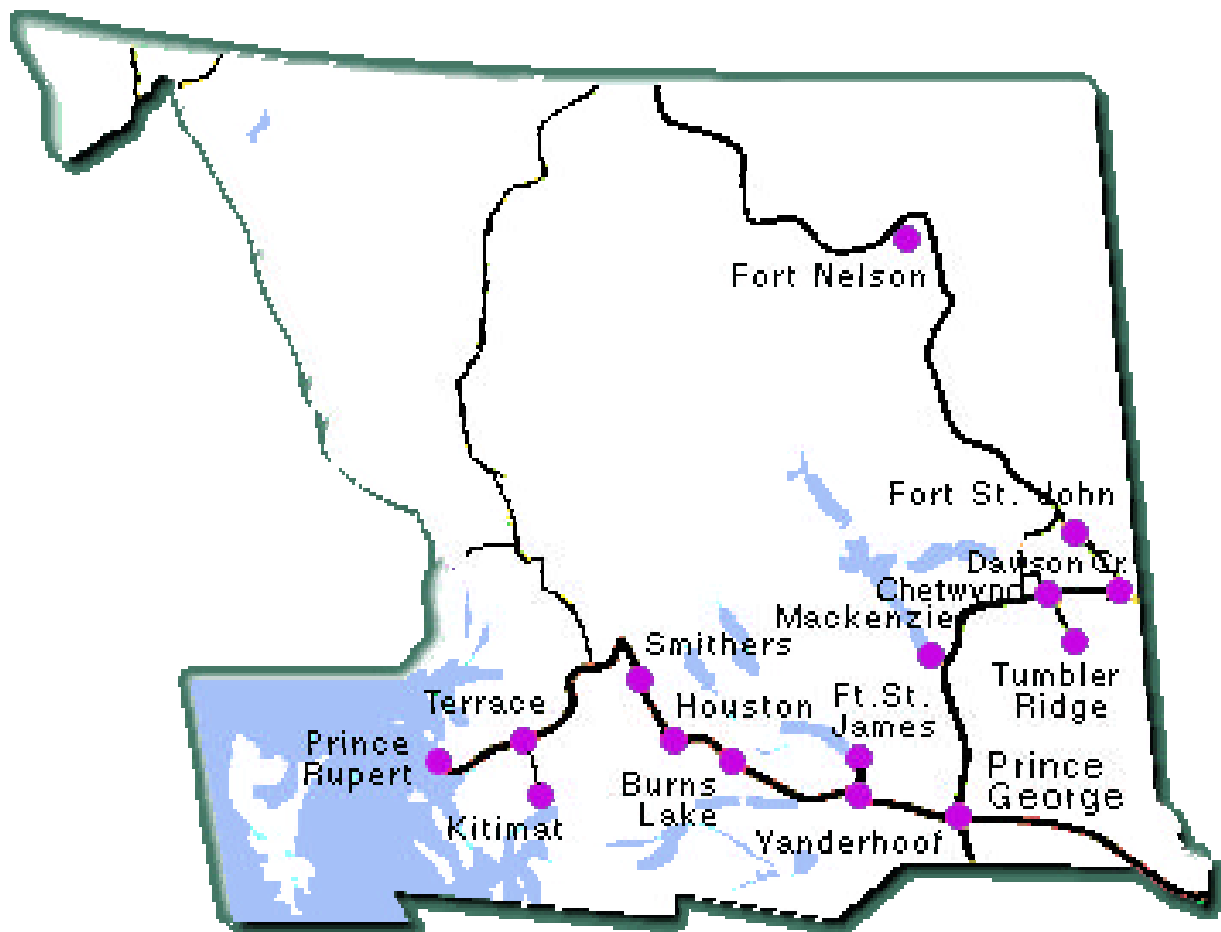 Fort Nelson
Fort St. John
Dawson Cr.
Chetwynd
Mackenzie
Smithers
Tumbler
Ridge
Terrace
Houston
Ft.St.
James
Prince
Rupert
Burns
Lake
Prince
George
Kitimat
Vanderhoof